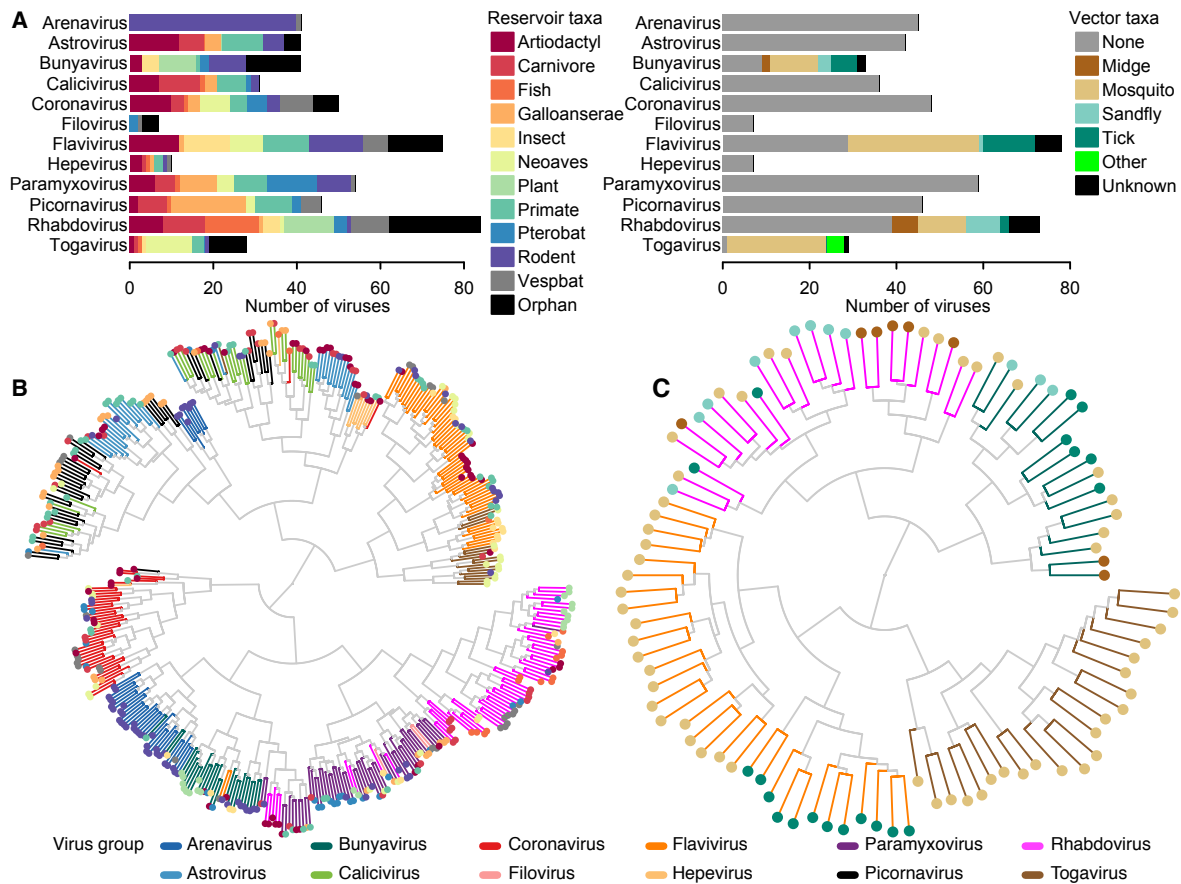 A
Reservoir taxa
Arenavirus
Astrovirus
Bunyavirus
Calicivirus
Coronavirus
Filovirus
Flavivirus
Hepevirus
Paramyxovirus
Picornavirus
Rhabdovirus
Togavirus
0 20 40 60 80
Number of viruses
Artiodactyl
Carnivore
Fish
Galloanserae
Insect
Neoaves
Plant
Primate
Pterobat
Rodent
Vespbat
Orphan
Vector taxa
Arenavirus
Astrovirus
Bunyavirus
Calicivirus
Coronavirus
Filovirus
Flavivirus
Hepevirus
Paramyxovirus
Picornavirus
Rhabdovirus
Togavirus
0 20 40 60 80
Number of viruses
None
Midge
Mosquito
Sandfly
Tick
Other
Unknown
B
C
Virus group Arenavirus Bunyavirus Coronavirus Flavivirus Paramyxovirus Rhabdovirus
Astrovirus Calicivirus Filovirus Hepevirus Picornavirus Togavirus